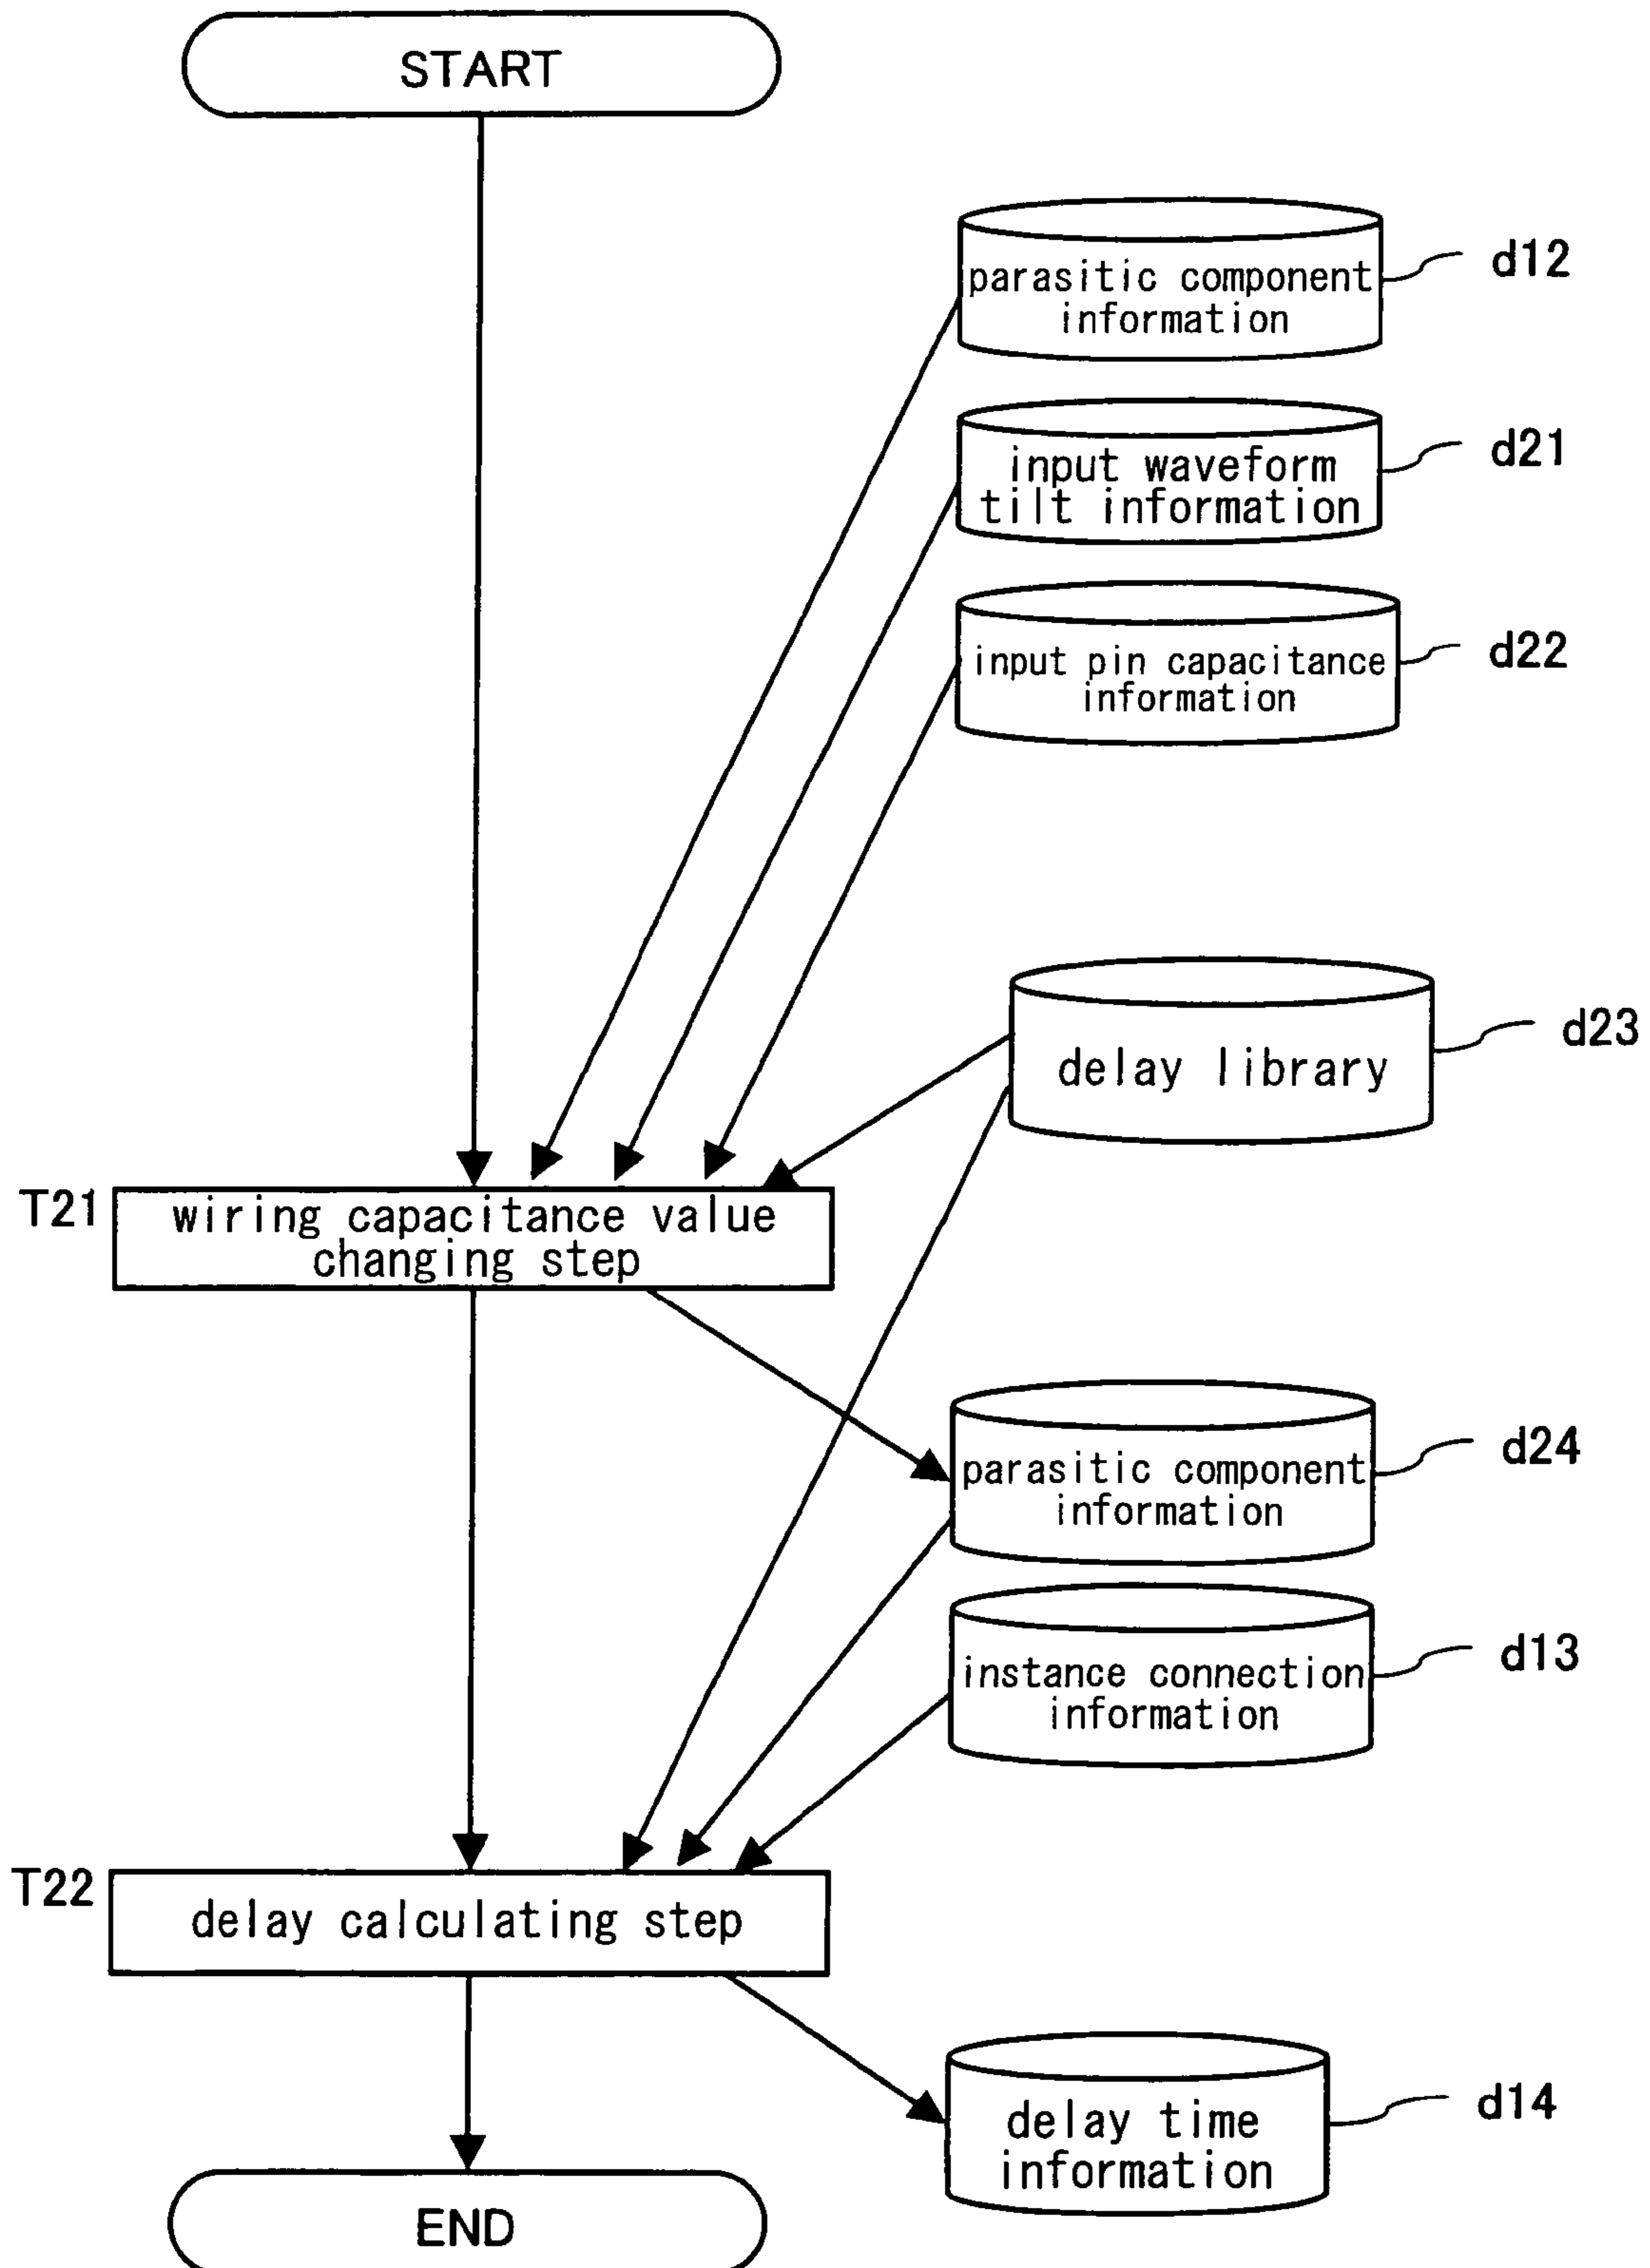 START
parasitic component
information
d12
input waveform
tilt information
d21
input pin capacitance
information
d22
delay library
d23
T21
wiring capacitance value
changing step
parasitic component
information
d24
instance connection
information
d13
T22
delay calculating step
delay time
information
d14
END